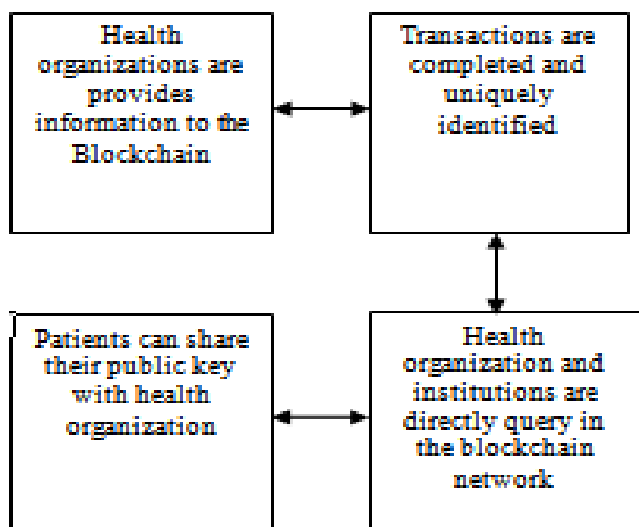 Health
organizations are
provides
information to the
Blockchain
Transactions are
completed and
uniquely
identified
Patients can share
their public key
with health
organization
Health
organization and
institutions are
directly query in
the blockchain
network